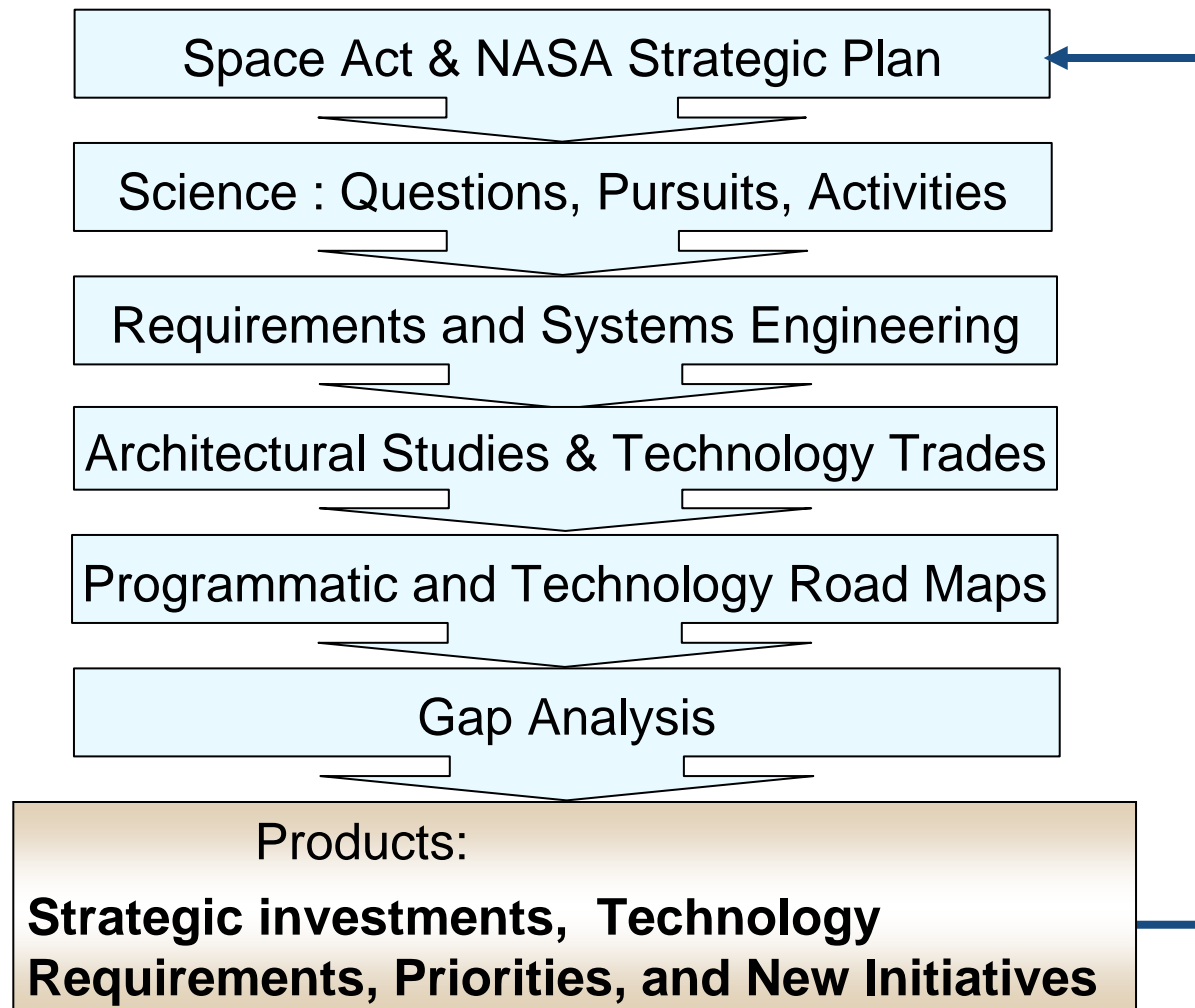 Space Act & NASA Strategic Plan
Science : Questions, Pursuits, Activities
Requirements and Systems Engineering
Architectural Studies & Technology Trades
Programmatic and Technology Road Maps
Gap Analysis
Products:
Strategic investments, Technology
Requirements, Priorities, and New Initiatives